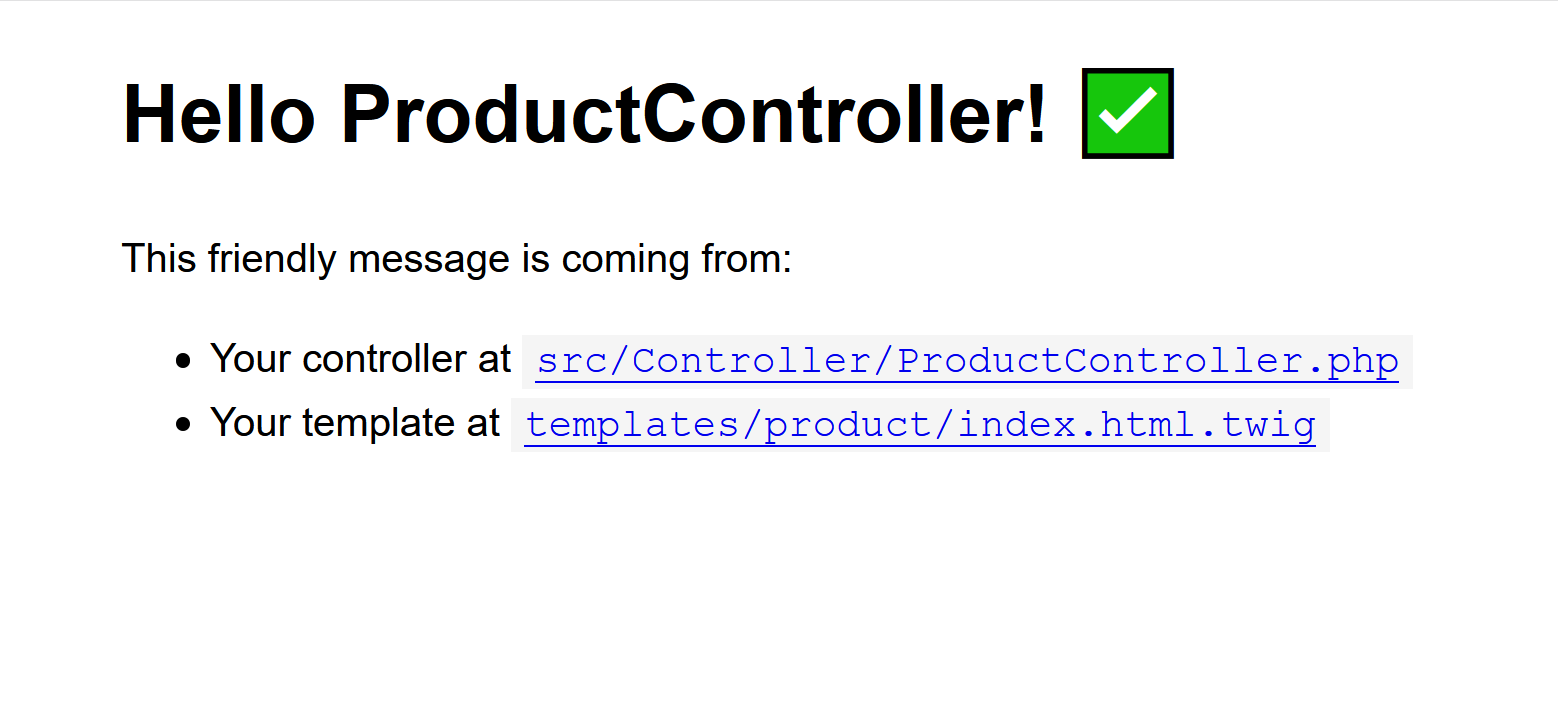 Hello ProductController! ✅
This friendly message is coming from:
• Your controller at src/Controller/ProductController.php
• Your template at templates/product/index.html.twig